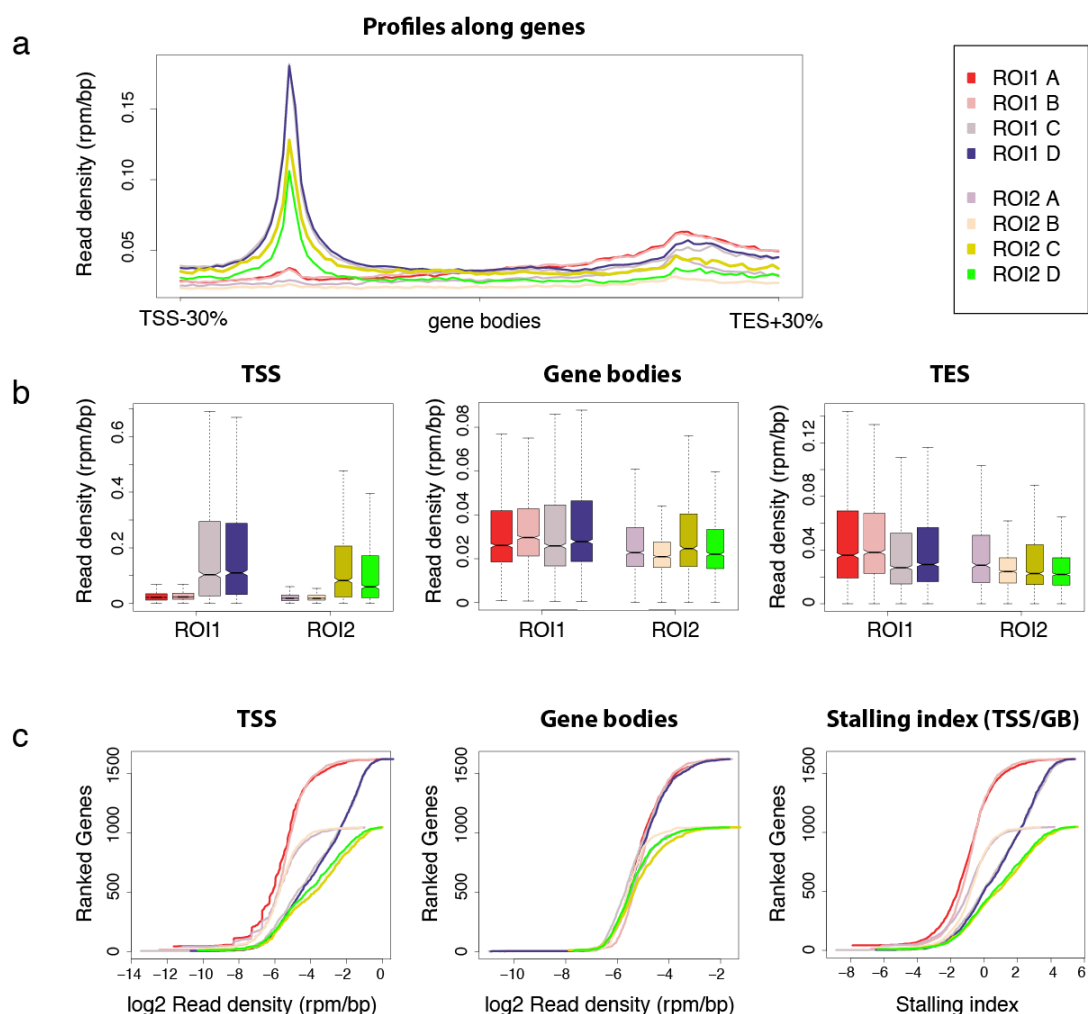 a
Profiles along genes
Read density (rpm/bp)
0.15
0.10
0.05
TSS-30%
gene bodies
TES+30%
ROI1 A
ROI1 B
ROI1 C
ROI1 D
ROI2 A
ROI2 B
ROI2 C
ROI2 D
b
TSS
Read density (rpm/bp)
0.6
0.4
0.2
0
ROI1
ROI2
Gene bodies
Read density (rpm/bp)
0.08
0.06
0.04
0.02
0
ROI1
ROI2
TES
Read density (rpm/bp)
0.12
0.08
0.04
0
ROI1
ROI2
c
TSS
Ranked Genes
1500
1000
500
0
−14 −12 −10 −8 −6 −4 −2 0
log2 Read density (rpm/bp)
Gene bodies
Ranked Genes
1500
1000
500
0
−10 −8 −6 −4 −2
log2 Read density (rpm/bp)
Stalling index (TSS/GB)
Ranked Genes
1500
1000
500
0
−8 −6 −4 −2 0 2 4 6
Stalling index